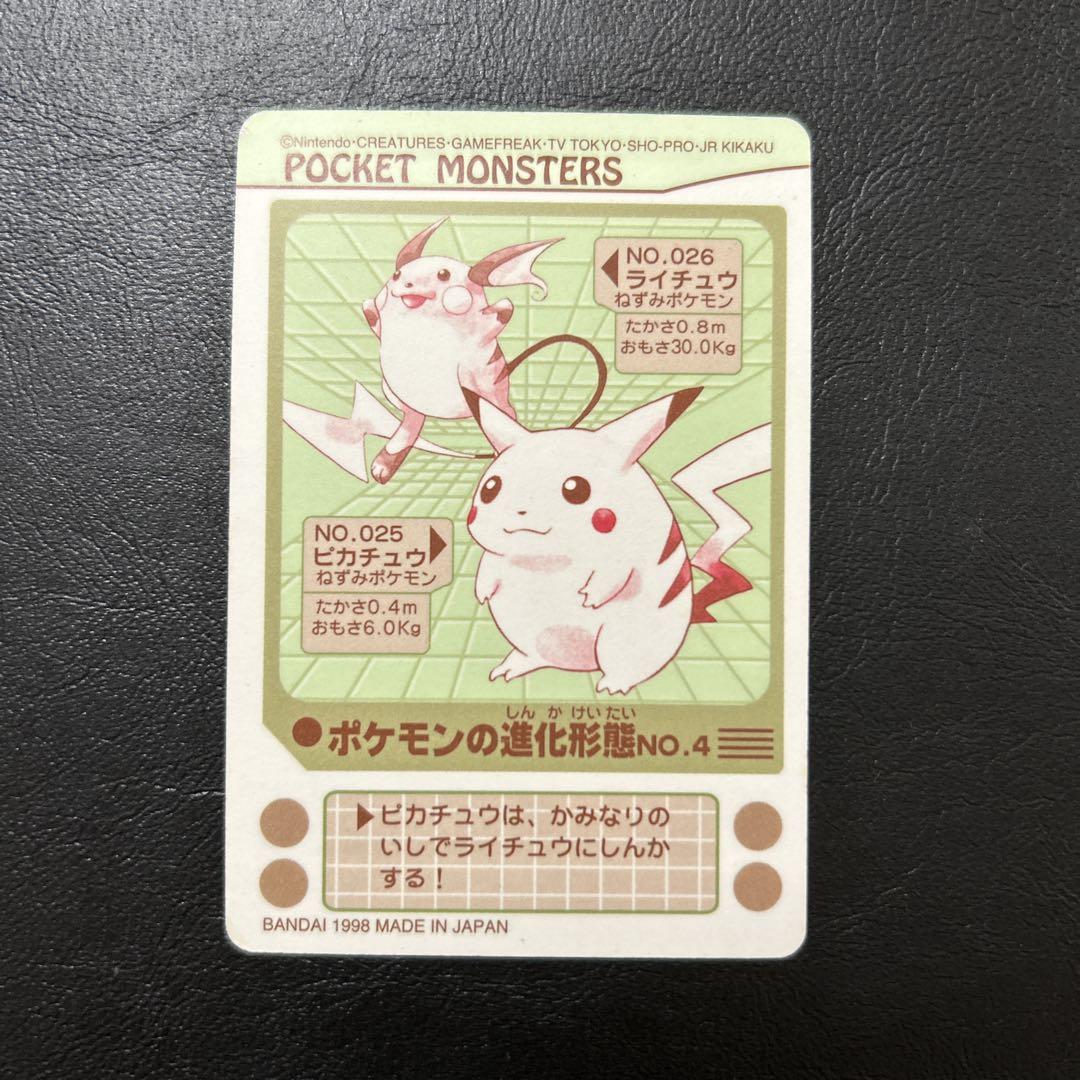 ©Nintendo・CREATURES・GAMEFREAK・TV TOKYO・SHO-PRO・JR KIKAKU
POCKET MONSTERS
NO.026
ライチュウ
ねずみポケモン
たかさ0.8m
おもさ30.0Kg
NO.025
ピカチュウ
ねずみポケモン
たかさ0.4m
おもさ6.0Kg
しんかけいたい
●ポケモンの進化形態NO.4
▶ピカチュウは、かみなりの
いしでライチュウにしんか
する！
BANDAI 1998 MADE IN JAPAN